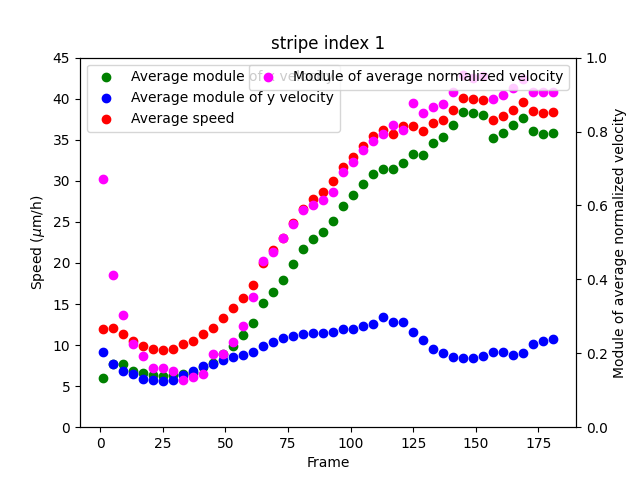 stripe index 1
Average module of x velocity
Average module of y velocity
Average speed
Module of average normalized velocity
Speed (μm/h)
45
40
35
30
25
20
15
10
5
0
0 25 50 75 100 125 150 175
Frame
1.0
0.8
0.6
0.4
0.2
0.0
Module of average normalized velocity